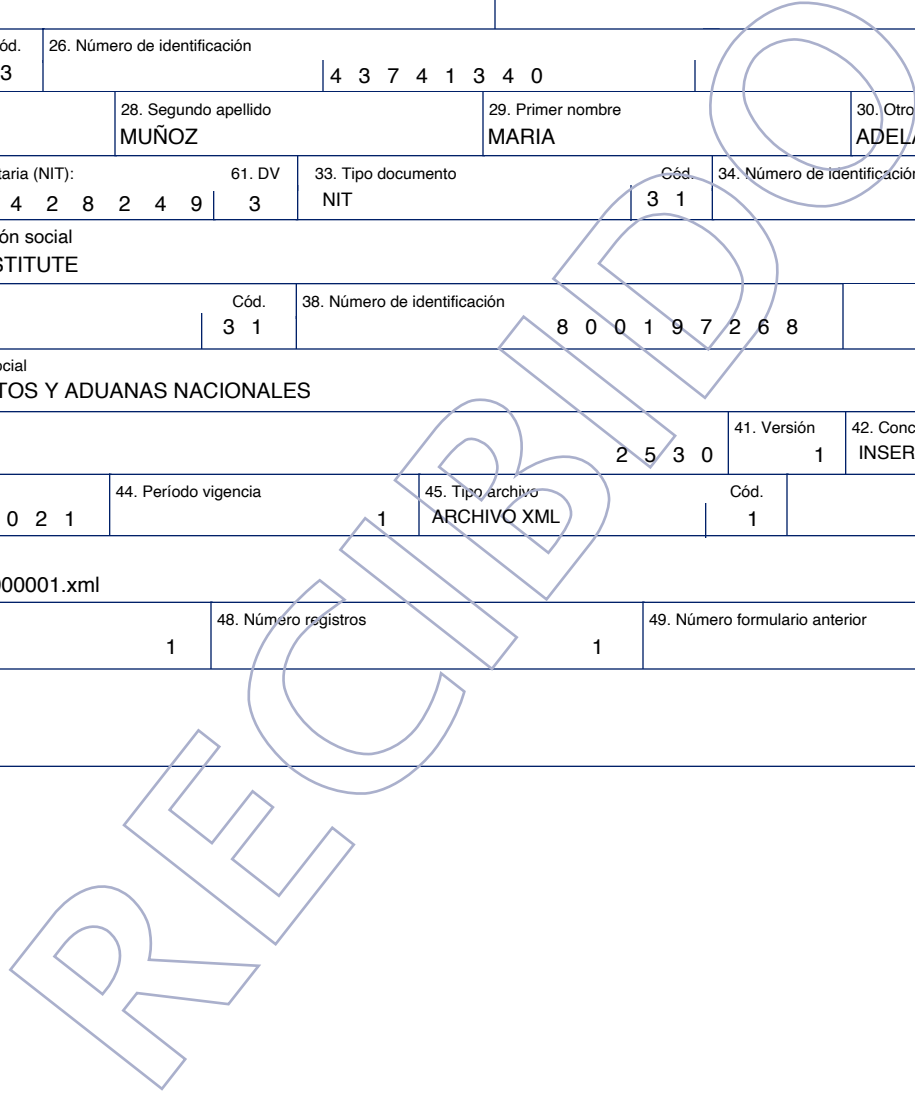 ód. 26. Número de identificación
3 4 3 7 4 1 3 4 0
28. Segundo apellido 29. Primer nombre 30. Otro
MUÑOZ MARIA ADELA
taria (NIT): 61. DV 33. Tipo documento Cód. 34. Número de identificación
4 2 8 2 4 9 3 NIT 3 1
ón social
STITUTE
Cód. 38. Número de identificación
3 1 8 0 0 1 9 7 2 6 8
ocial
TOS Y ADUANAS NACIONALES
41. Versión 42. Conc
2 5 3 0 1 INSER
44. Período vigencia 45. Tipo archivo Cód.
0 2 1 1 ARCHIVO XML 1
000001.xml
48. Número registros 49. Número formulario anterior
1 1
RECIBIDO